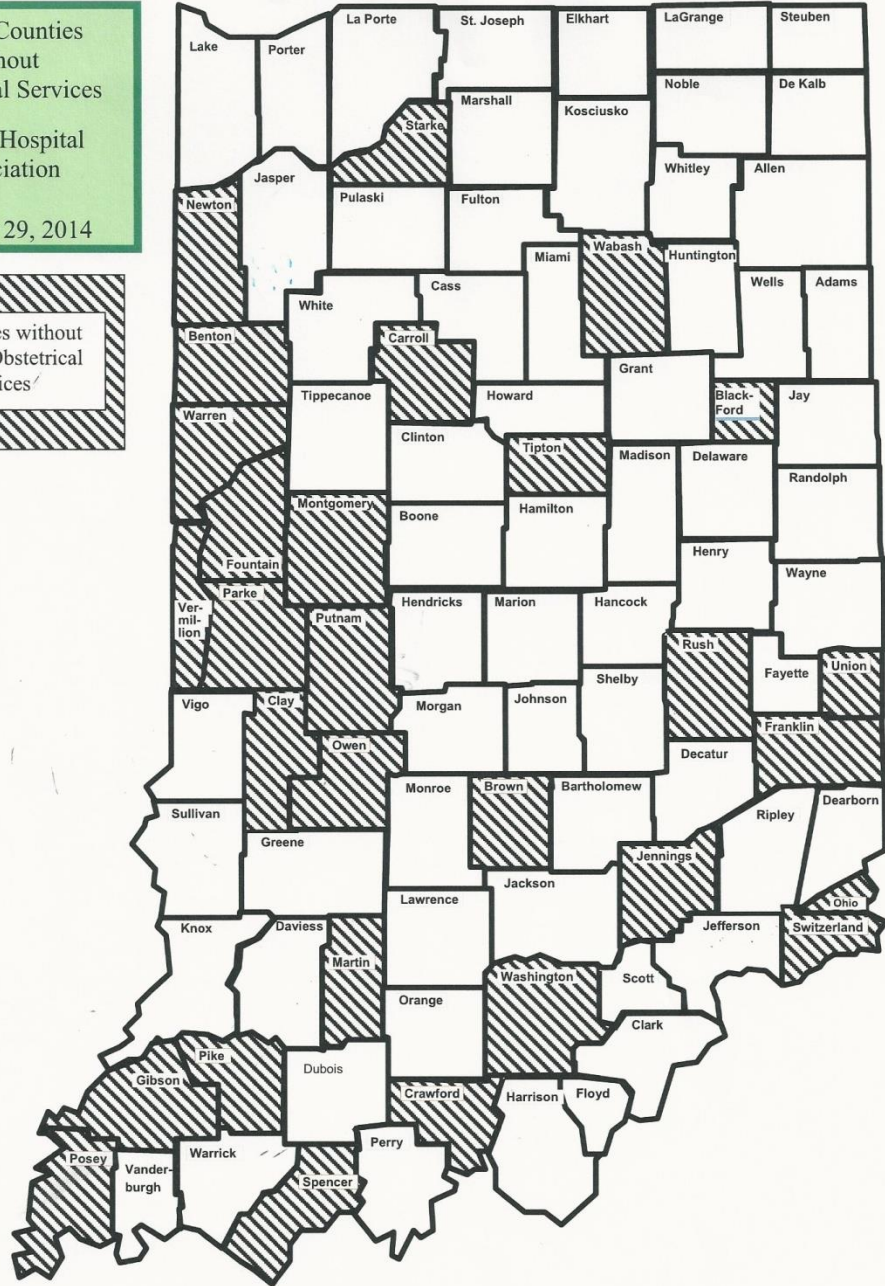 Counties
Services
Hospital
29, 2014
without
Obstetrical
Lake
Porter
La Porte
St. Joseph
Elkhart
LaGrange
Steuben
Noble
De Kalb
Marshall
Kosciusko
Starke
Jasper
Whitley
Allen
Newton
Pulaski
Fulton
Wabash
Huntington
Miami
White
Cass
Wells
Adams
Benton
Carroll
Grant
Tippecanoe
Howard
Black-
Ford
Jay
Warren
Clinton
Tipton
Madison
Delaware
Randolph
Montgomery
Boone
Hamilton
Fountain
Henry
Wayne
Parke
Ver-
mil-
lion
Putnam
Hendricks
Marion
Hancock
Rush
Fayette
Union
Vigo
Clay
Morgan
Johnson
Shelby
Franklin
Owen
Decatur
Monroe
Brown
Bartholomew
Dearborn
Sullivan
Greene
Ripley
Jennings
Jackson
Lawrence
Ohio
Knox
Daviess
Jefferson
Switzerland
Martin
Washington
Scott
Orange
Clark
Pike
Dubois
Gibson
Crawford
Harrison
Floyd
Perry
Posey
Vander-
burgh
Warrick
Spencer